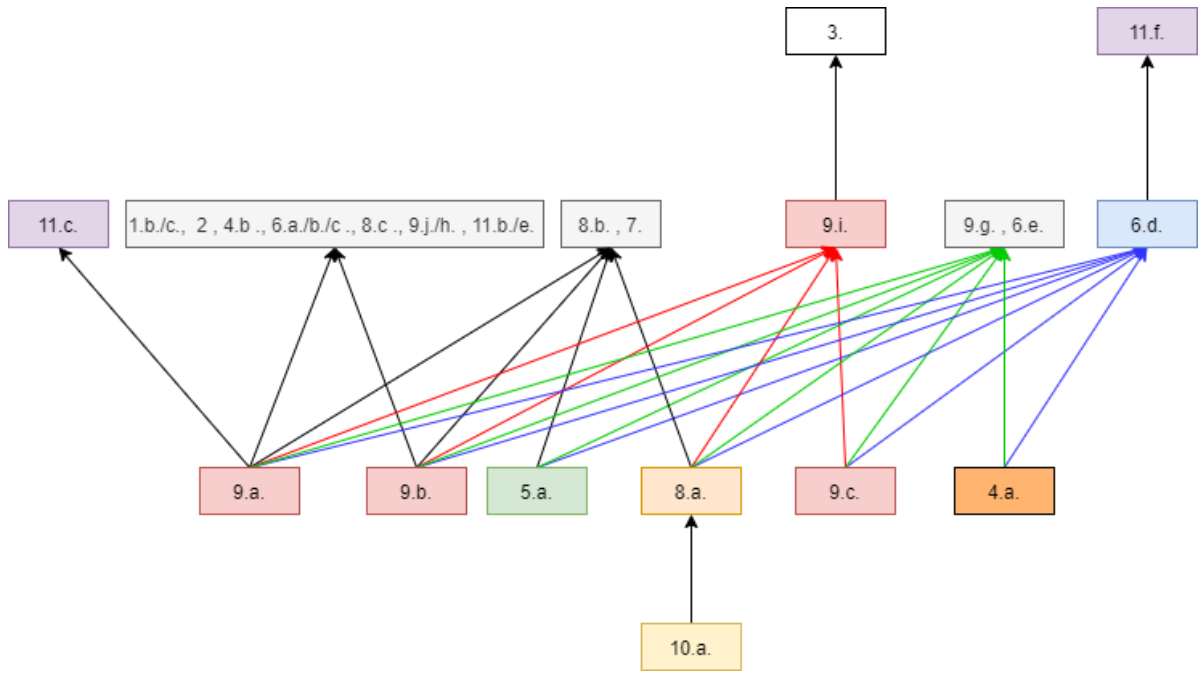 3.
11.f.
11.c.
1.b./c.,  2 , 4.b ., 6.a./b./c ., 8.c ., 9.j./h. , 11.b./e.
8.b. , 7.
9.i.
9.g. , 6.e.
6.d.
9.a.
9.b.
5.a.
8.a.
9.c.
4.a.
10.a.